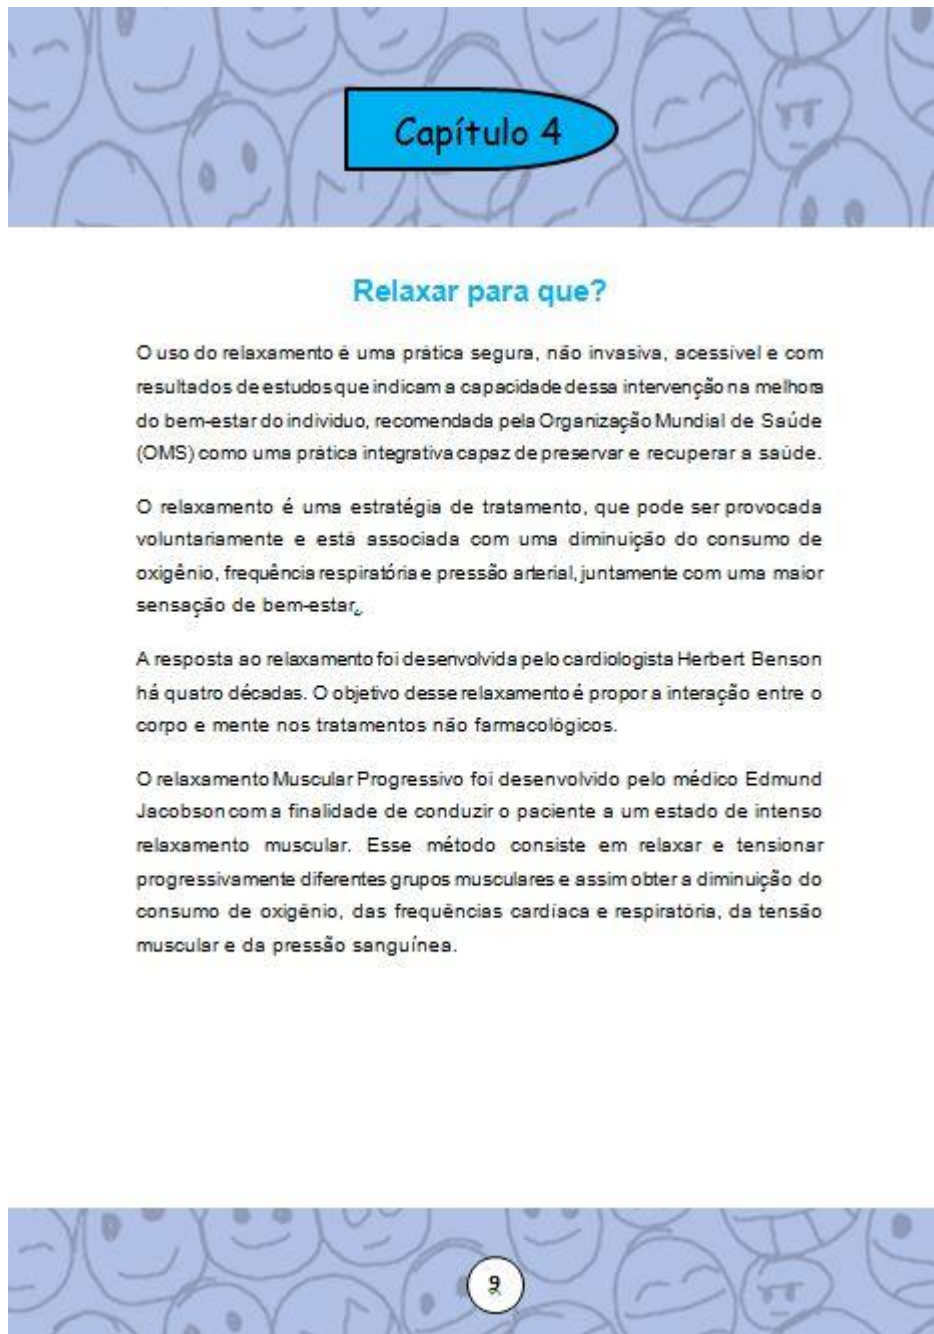 Capítulo 4
Relaxar para que?
O uso do relaxamento é uma prática segura, não invasiva, acessível e com
resultados de estudos que indicam a capacidade dessa intervenção na melhora
do bem-estar do individuo, recomendada pela Organização Mundial de Saúde
(OMS) como uma prática integrativa capaz de preservar e recuperar a saúde.
O relaxamento é uma estratégia de tratamento, que pode ser provocada
voluntariamente e está associada com uma diminuição do consumo de
oxigênio, frequência respiratória e pressão arterial, juntamente com uma maior
sensação de bem-estar.
A resposta ao relaxamento foi desenvolvida pelo cardiologista Herbert Benson
há quatro décadas. O objetivo desse relaxamento é propor a interação entre o
corpo e mente nos tratamentos não farmacológicos.
O relaxamento Muscular Progressivo foi desenvolvido pelo médico Edmund
Jacobson com a finalidade de conduzir o paciente a um estado de intenso
relaxamento muscular. Esse método consiste em relaxar e tensionar
progressivamente diferentes grupos musculares e assim obter a diminuição do
consumo de oxigênio, das frequências cardíaca e respiratória, da tensão
muscular e da pressão sanguínea.
9